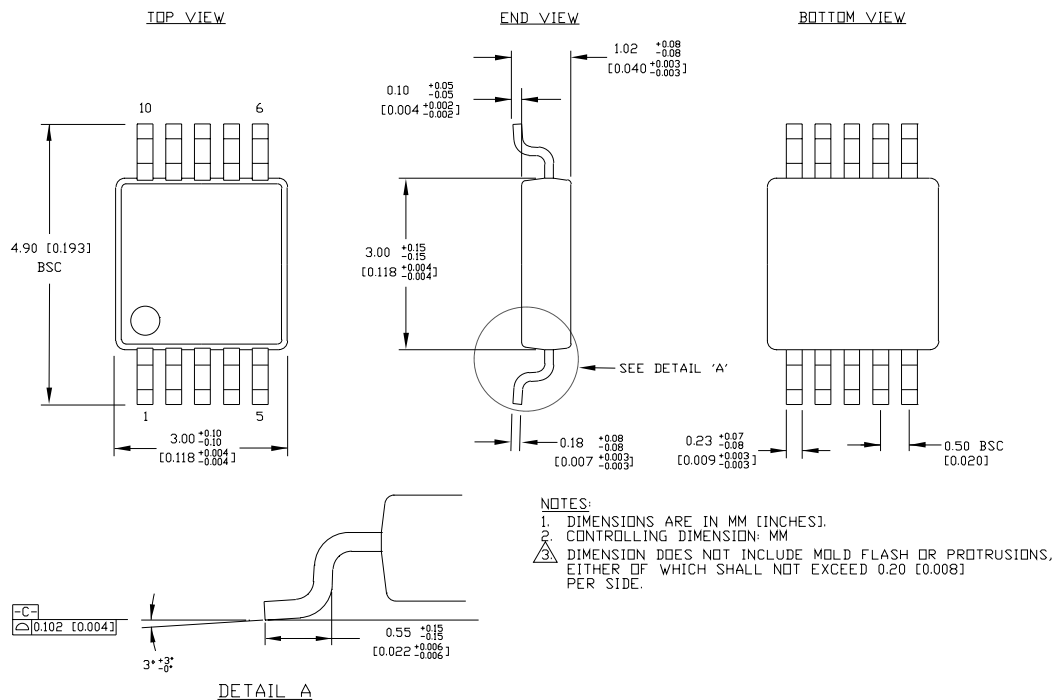 TOP VIEW
END VIEW
BOTTOM VIEW
1.02 +0.08 -0.08
[0.040 +0.003 -0.003]
0.10 +0.05 -0.05
[0.004 +0.002 -0.002]
10 6
4.90 [0.193]
BSC
3.00 +0.15 -0.15
[0.118 +0.004 -0.004]
SEE DETAIL 'A'
1 5
3.00 +0.10 -0.10
[0.118 +0.004 -0.004]
0.18 +0.08 -0.08
[0.007 +0.003 -0.003]
0.23 +0.07 -0.08
[0.009 +0.003 -0.003]
0.50 BSC
[0.020]
NOTES:
1. DIMENSIONS ARE IN MM [INCHES].
2. CONTROLLING DIMENSION: MM
3. DIMENSION DOES NOT INCLUDE MOLD FLASH OR PROTRUSIONS,
EITHER OF WHICH SHALL NOT EXCEED 0.20 [0.008]
PER SIDE.
-C-
0.102 [0.004]
3° +3° -0°
0.55 +0.15 -0.15
[0.022 +0.006 -0.006]
DETAIL A